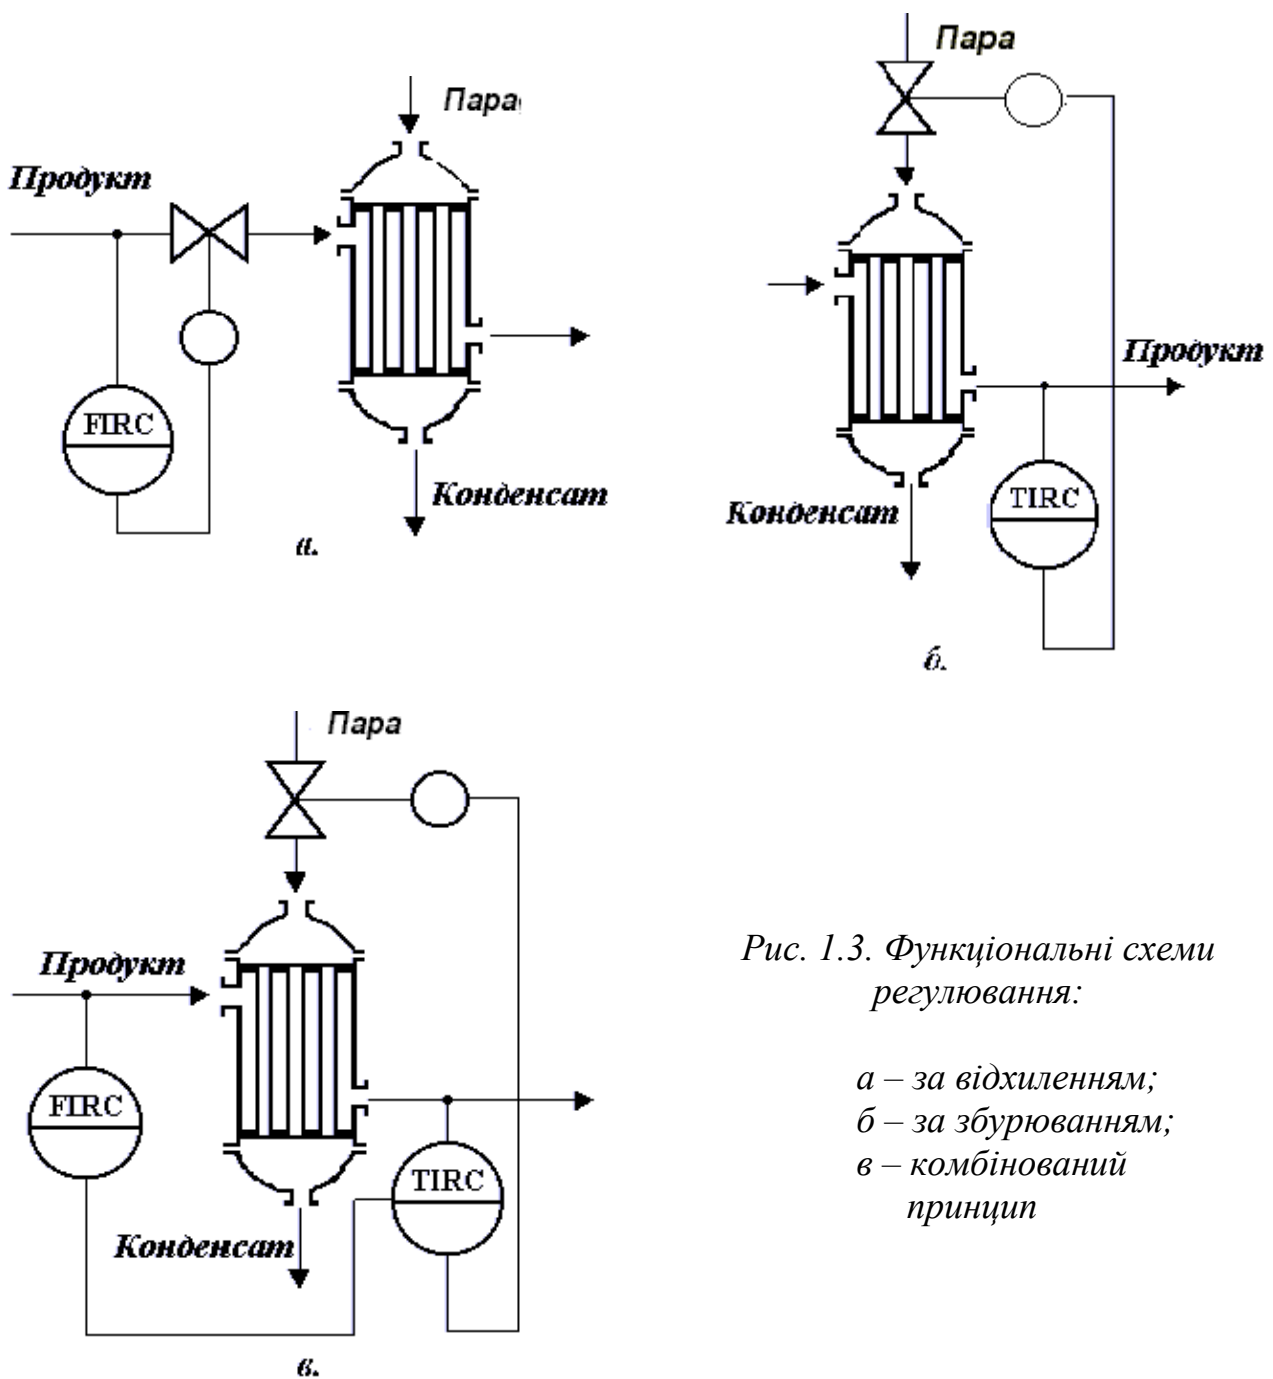 Пара
Продукт
FIRC
Конденсат
а.
Пара
Продукт
TIRC
Конденсат
б.
Пара
Продукт
FIRC
TIRC
Конденсат
в.
Рис. 1.3. Функціональні схеми
регулювання:
а – за відхиленням;
б – за збурюванням;
в – комбінований
принцип